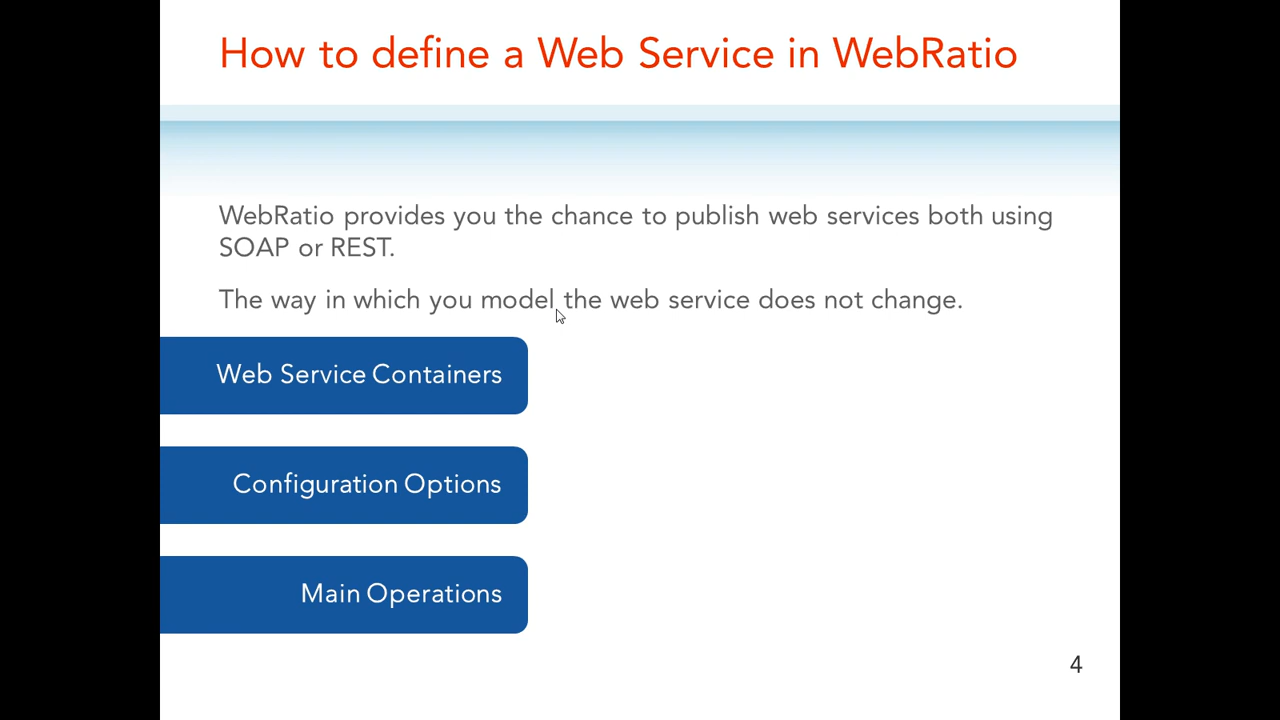 How to define a Web Service in WebRatio
WebRatio provides you the chance to publish web services both using
SOAP or REST.
The way in which you model the web service does not change.
Web Service Containers
Configuration Options
Main Operations
4